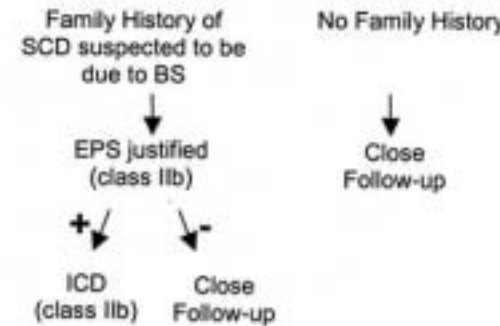 Family History of
SCD suspected to be
due to BS
No Family History
EPS justified
(class IIb)
Close
Follow-up
+
-
ICD
(class IIb)
Close
Follow-up